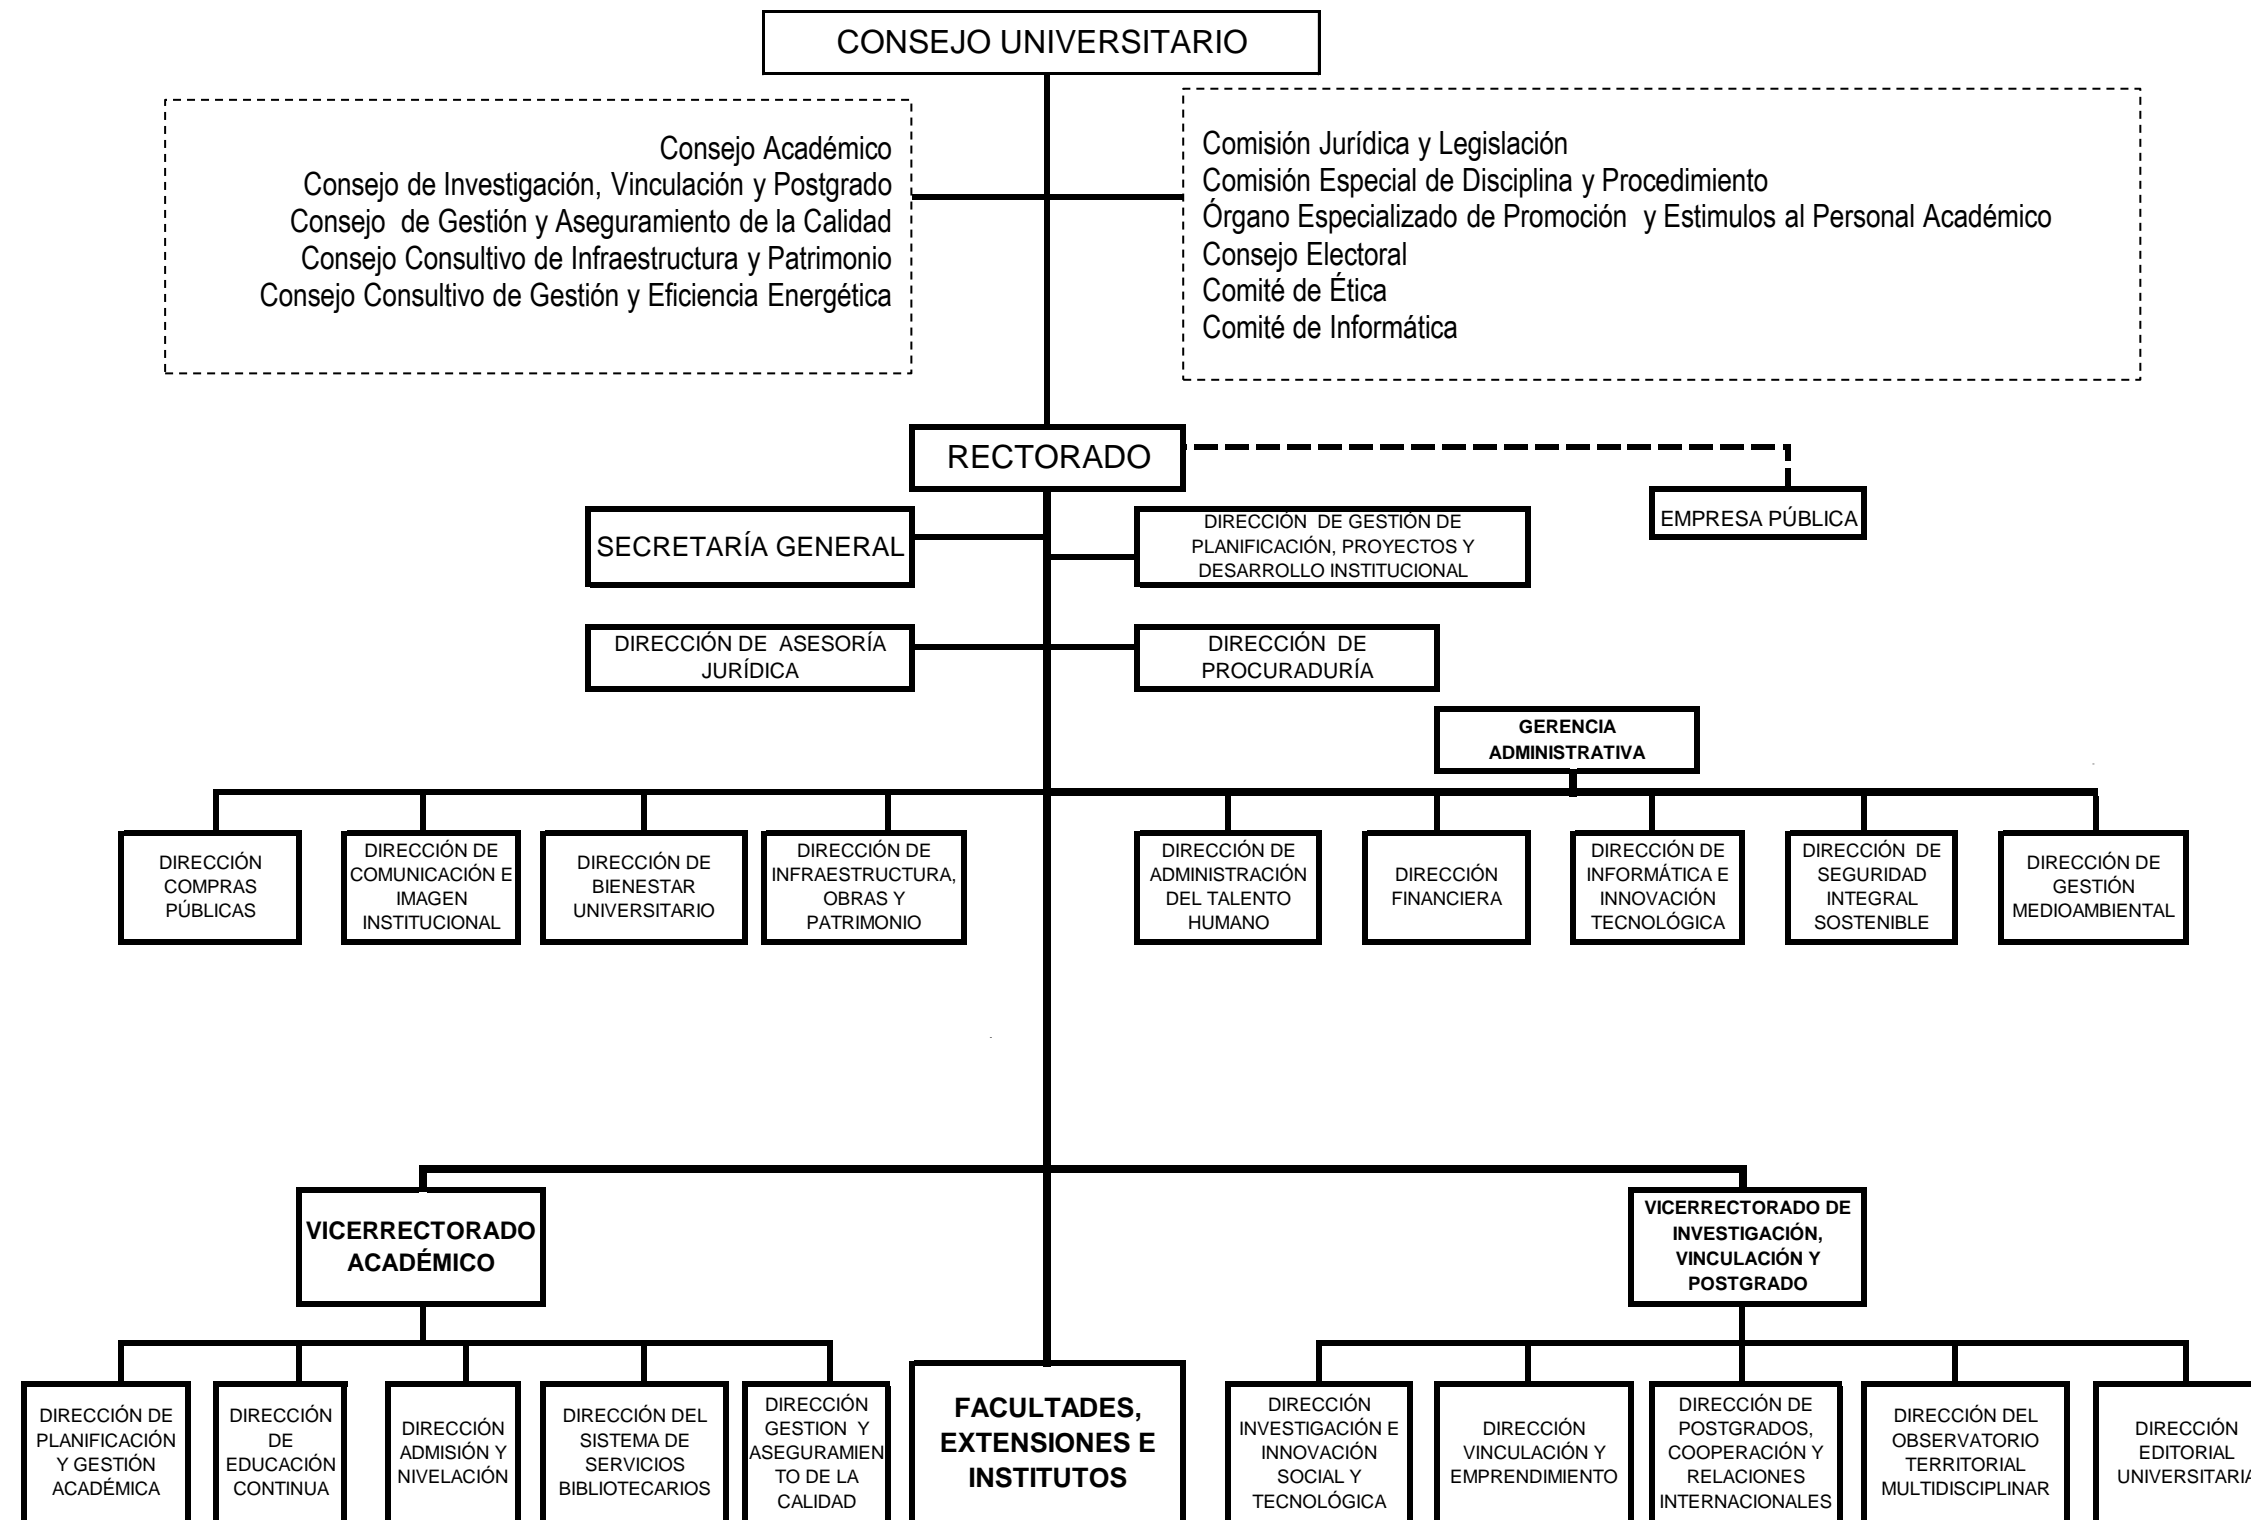 CONSEJO UNIVERSITARIO
Consejo Académico
Consejo de Investigación, Vinculación y Postgrado
Consejo  de Gestión y Aseguramiento de la Calidad
Consejo Consultivo de Infraestructura y Patrimonio
Consejo Consultivo de Gestión y Eficiencia Energética
Comisión Jurídica y Legislación
Comisión Especial de Disciplina y Procedimiento
Órgano Especializado de Promoción  y Estimulos al Personal Académico
Consejo Electoral
Comité de Ética
Comité de Informática
RECTORADO
EMPRESA PÚBLICA
SECRETARÍA GENERAL
DIRECCIÓN  DE GESTIÓN DE
PLANIFICACIÓN, PROYECTOS Y
DESARROLLO INSTITUCIONAL
DIRECCIÓN DE  ASESORÍA
JURÍDICA
DIRECCIÓN  DE
PROCURADURÍA
GERENCIA
ADMINISTRATIVA
DIRECCIÓN
COMPRAS
PÚBLICAS
DIRECCIÓN DE
COMUNICACIÓN E
IMAGEN
INSTITUCIONAL
DIRECCIÓN DE
BIENESTAR
UNIVERSITARIO
DIRECCIÓN DE
INFRAESTRUCTURA,
OBRAS Y
PATRIMONIO
DIRECCIÓN DE
ADMINISTRACIÓN
DEL TALENTO
HUMANO
DIRECCIÓN
FINANCIERA
DIRECCIÓN DE
INFORMÁTICA E
INNOVACIÓN
TECNOLÓGICA
DIRECCIÓN  DE
SEGURIDAD
INTEGRAL
SOSTENIBLE
DIRECCIÓN DE
GESTIÓN
MEDIOAMBIENTAL
VICERRECTORADO
ACADÉMICO
VICERRECTORADO DE
INVESTIGACIÓN,
VINCULACIÓN Y
POSTGRADO
DIRECCIÓN DE
PLANIFICACIÓN
Y GESTIÓN
ACADÉMICA
DIRECCIÓN
DE
EDUCACIÓN
CONTINUA
DIRECCIÓN
ADMISIÓN Y
NIVELACIÓN
DIRECCIÓN DEL
SISTEMA DE
SERVICIOS
BIBLIOTECARIOS
DIRECCIÓN
GESTION  Y
ASEGURAMIEN
TO DE LA
CALIDAD
FACULTADES,
EXTENSIONES E
INSTITUTOS
DIRECCIÓN
INVESTIGACIÓN E
INNOVACIÓN
SOCIAL Y
TECNOLÓGICA
DIRECCIÓN
VINCULACIÓN Y
EMPRENDIMIENTO
DIRECCIÓN DE
POSTGRADOS,
COOPERACIÓN Y
RELACIONES
INTERNACIONALES
DIRECCIÓN DEL
OBSERVATORIO
TERRITORIAL
MULTIDISCIPLINAR
DIRECCIÓN
EDITORIAL
UNIVERSITARIA